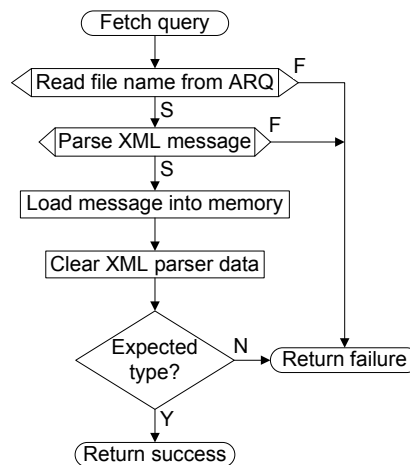 Fetch query
Read file name from ARQ
F
S
Parse XML message
F
S
Load message into memory
Clear XML parser data
Expected
type?
N
Return failure
Y
Return success